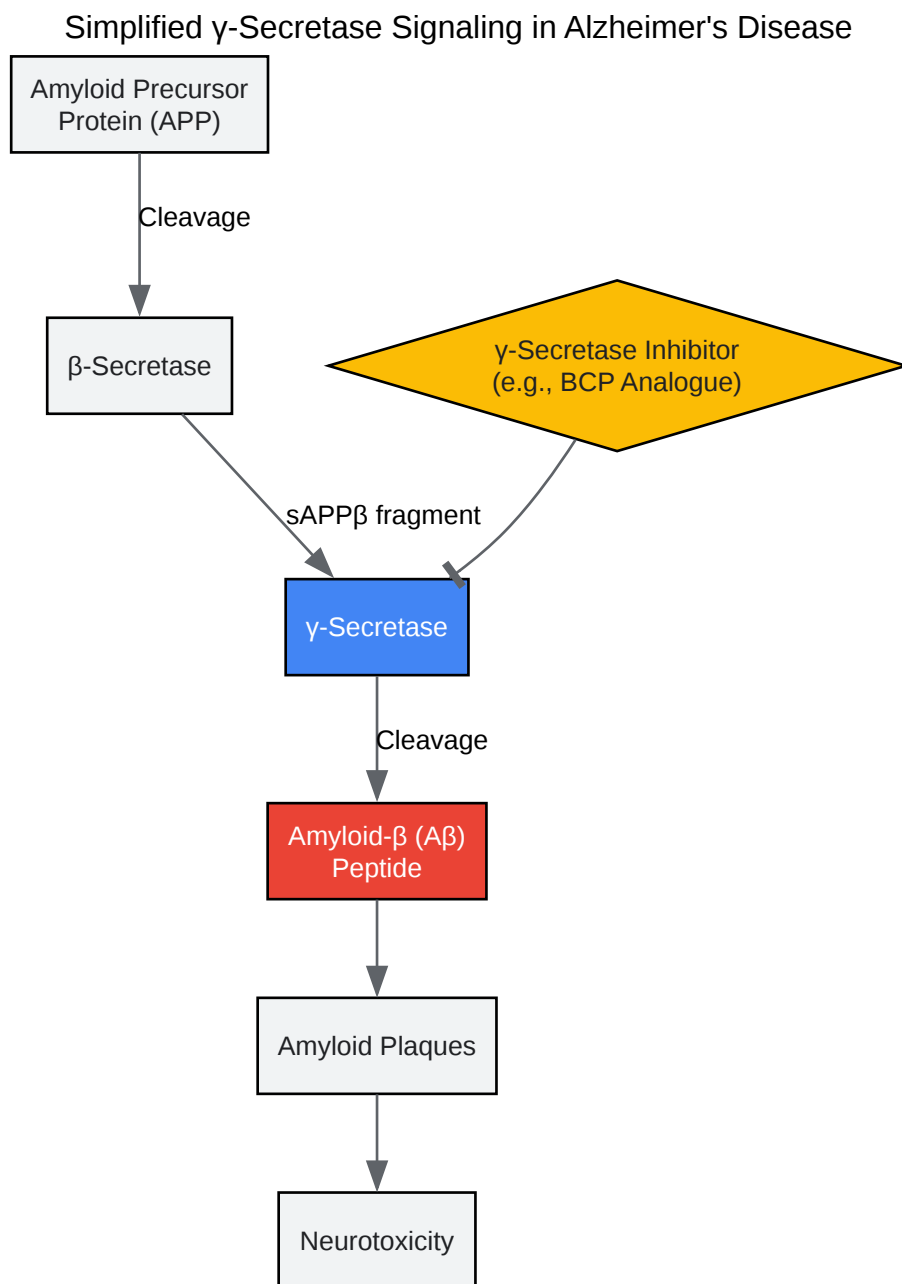 Simplified γ-Secretase Signaling in Alzheimer's Disease
Amyloid Precursor
Protein (APP)
Cleavage
β-Secretase
γ-Secretase Inhibitor
(e.g., BCP Analogue)
sAPPβ fragment
γ-Secretase
Cleavage
Amyloid-β (Aβ)
Peptide
Amyloid Plaques
Neurotoxicity